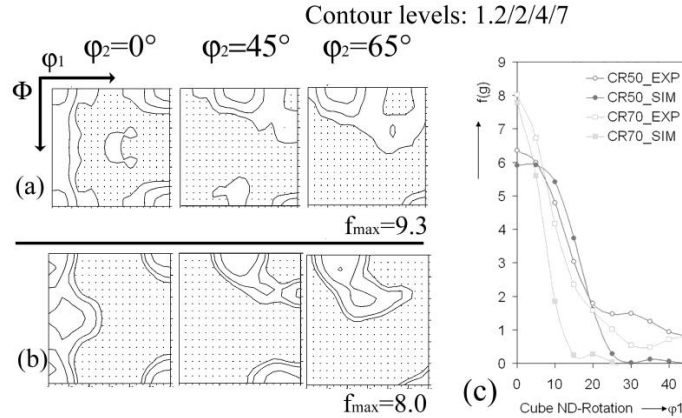 Contour levels: 1.2/2/4/7
φ2=0° φ2=45° φ2=65°
φ1
Φ
(a)
fmax=9.3
(b)
fmax=8.0
f(g)
9
8
7
6
5
4
3
2
1
0
0 10 20 30 40
CR50_EXP
CR50_SIM
CR70_EXP
CR70_SIM
(c)
Cube ND-Rotation φ1